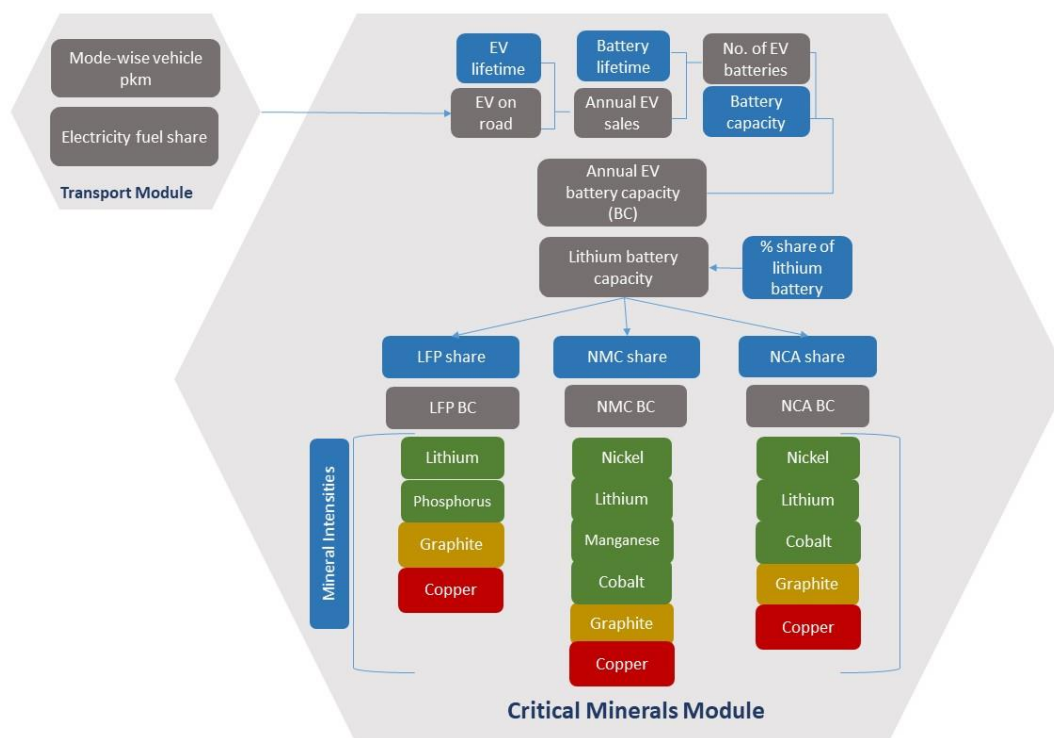 Mode-wise vehicle
pkm
Electricity fuel share
Transport Module
EV
lifetime
EV on
road
Battery
lifetime
Annual EV
sales
No. of EV
batteries
Battery
capacity
Annual EV
battery capacity
(BC)
Lithium battery
capacity
% share of
lithium
battery
LFP share
NMC share
NCA share
LFP BC
NMC BC
NCA BC
Mineral Intensities
Lithium
Phosphorus
Graphite
Copper
Nickel
Lithium
Manganese
Cobalt
Graphite
Copper
Nickel
Lithium
Cobalt
Graphite
Copper
Critical Minerals Module